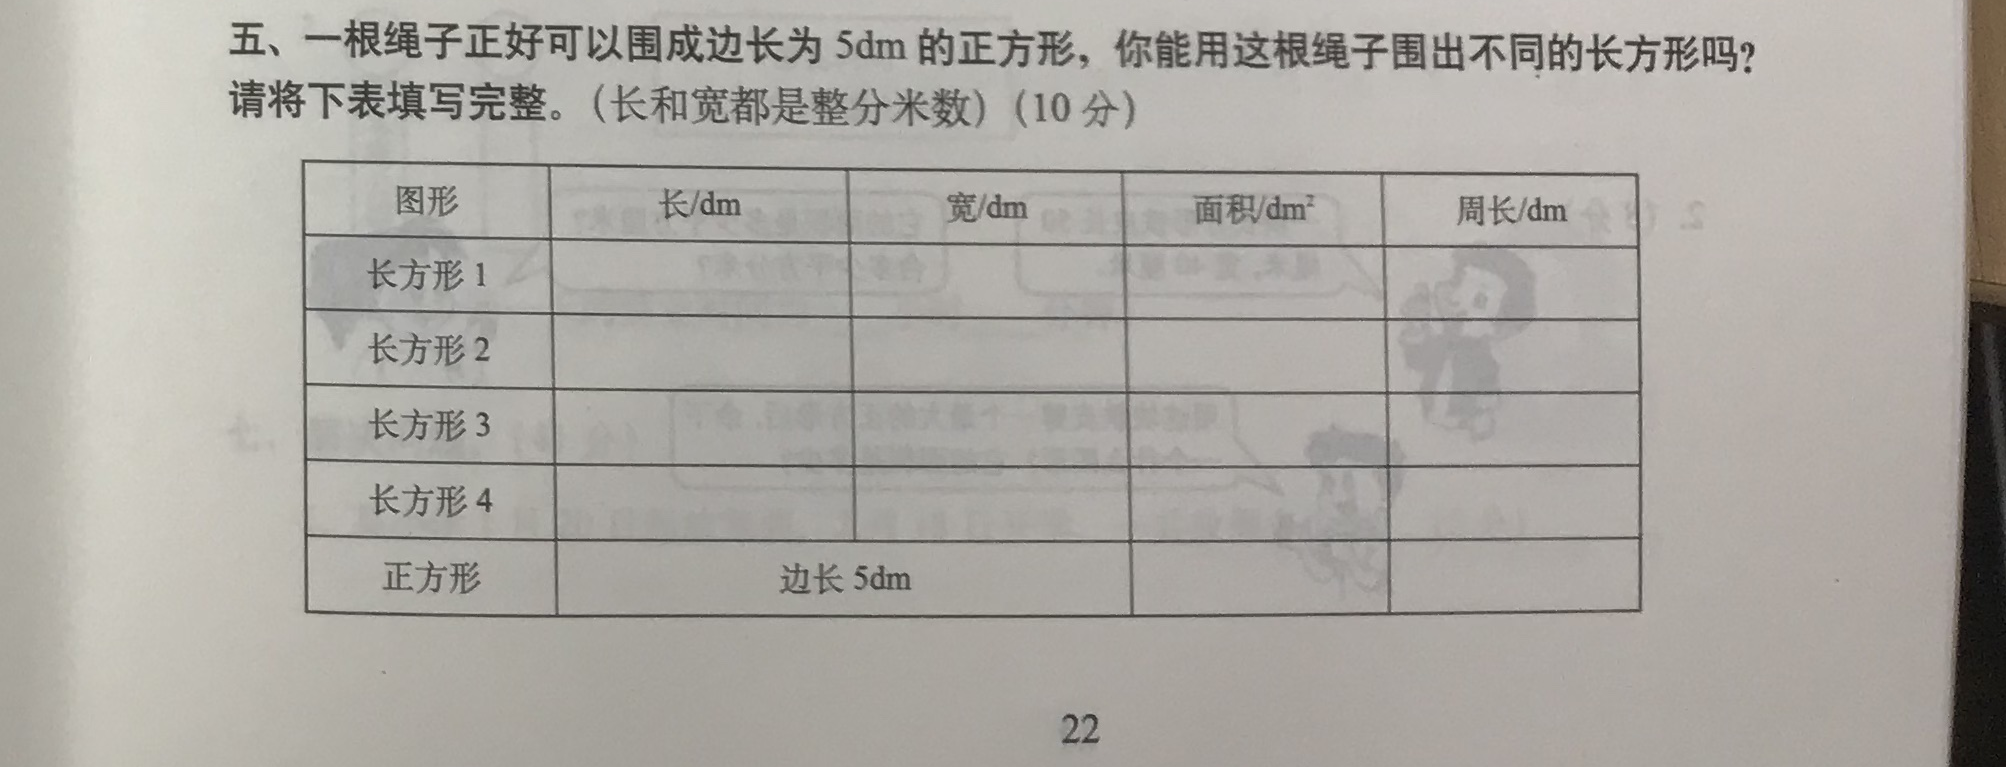 五、一根绳子正好可以围成边长为 5dm 的正方形，你能用这根绳子围出不同的长方形吗？
请将下表填写完整。（长和宽都是整分米数）（10 分）
图形 长/dm 宽/dm 面积/dm² 周长/dm
长方形 1
长方形 2
长方形 3
长方形 4
正方形 边长 5dm
22